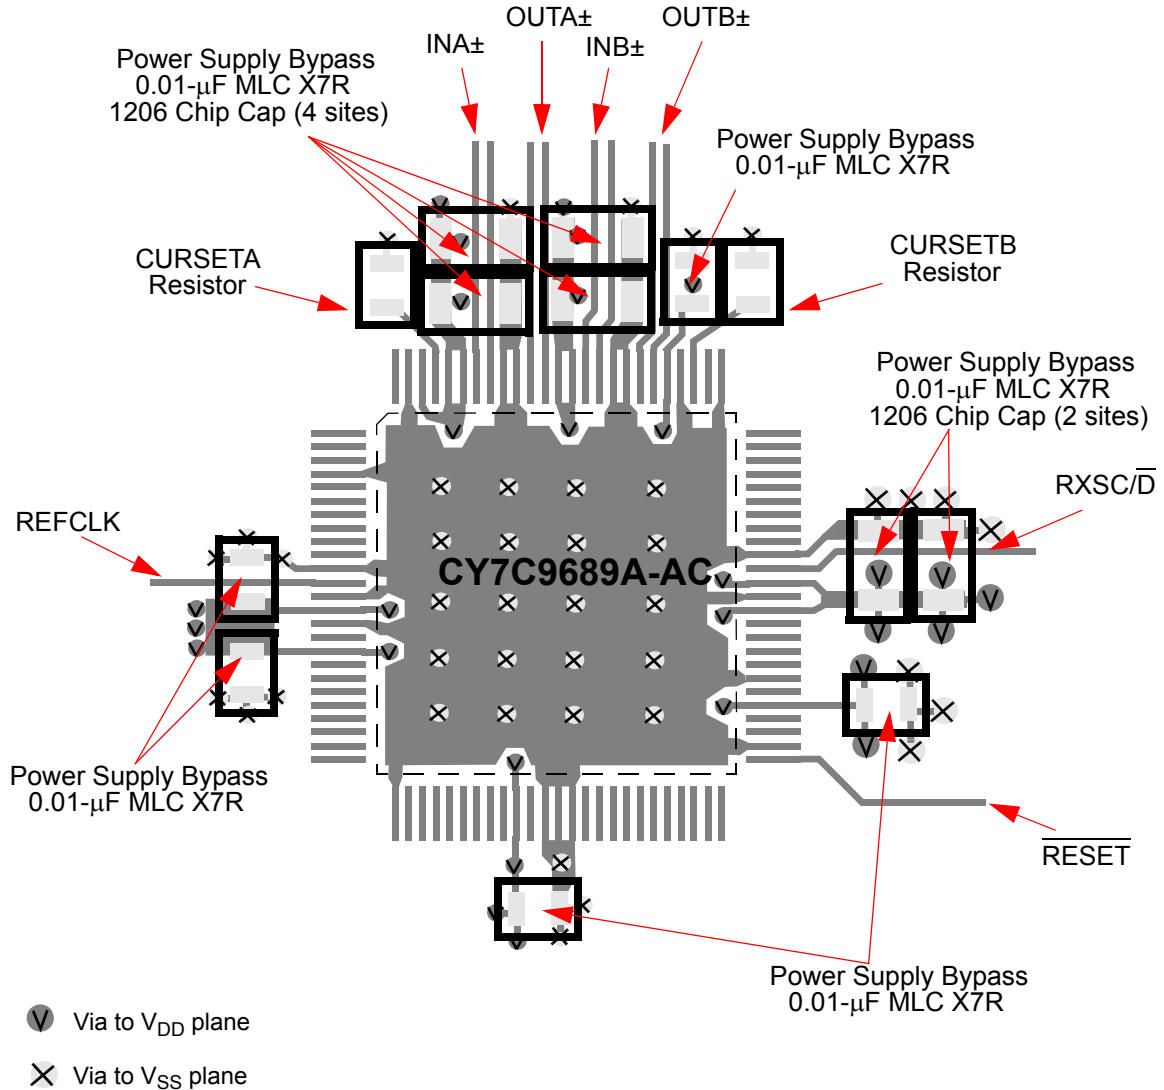 OUTA±
OUTB±
INA±
INB±
Power Supply Bypass
0.01-μF MLC X7R
1206 Chip Cap (4 sites)
Power Supply Bypass
0.01-μF MLC X7R
CURSETA
Resistor
CURSETB
Resistor
Power Supply Bypass
0.01-μF MLC X7R
1206 Chip Cap (2 sites)
RXSC/D̅
REFCLK
CY7C9689A-AC
Power Supply Bypass
0.01-μF MLC X7R
R̅E̅S̅E̅T̅
Power Supply Bypass
0.01-μF MLC X7R
V Via to VDD plane
X Via to VSS plane